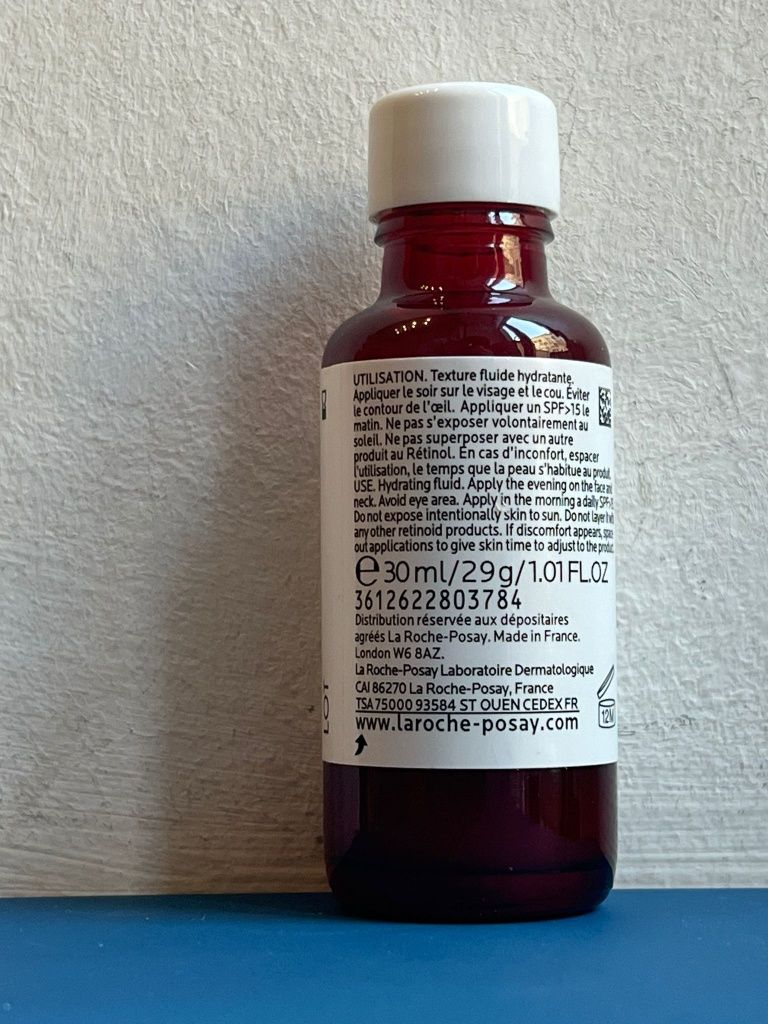 UTILISATION. Texture fluide hydratante.
Appliquer le soir sur le visage et le cou. Éviter
le contour de l'œil. Appliquer un SPF>15 le
matin. Ne pas s'exposer volontairement au
soleil. Ne pas superposer avec un autre
produit au Rétinol. En cas d'inconfort, espacer
l'utilisation, le temps que la peau s'habitue au produit.
USE. Hydrating fluid. Apply the evening on the face and
neck. Avoid eye area. Apply in the morning a daily SPF>
Do not expose intentionally skin to sun. Do not layer it
any other retinoid products. If discomfort appears, space
out applications to give skin time to adjust to the product
℮ 30 ml/29 g/1.01 FL.OZ
3612622803784
Distribution réservée aux dépositaires
agréés La Roche-Posay. Made in France.
London W6 8AZ.
La Roche-Posay Laboratoire Dermatologique
CAI 86270 La Roche-Posay, France
TSA 75000 93584 ST OUEN CEDEX FR
www.laroche-posay.com
12M
LOT